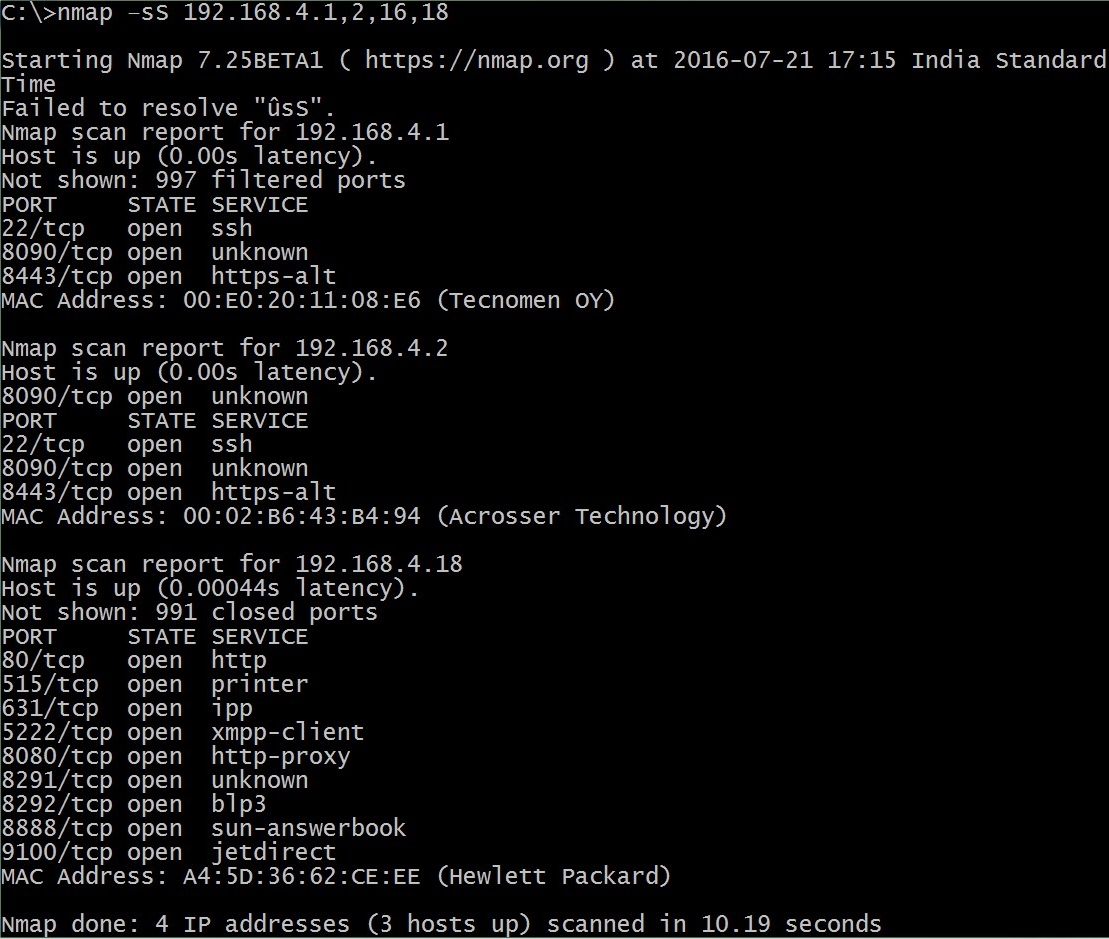 C:\>nmap –sS 192.168.4.1,2,16,18
Starting Nmap 7.25BETA1 ( https://nmap.org ) at 2016-07-21 17:15 India Standard
Time
Failed to resolve "ûsS".
Nmap scan report for 192.168.4.1
Host is up (0.00s latency).
Not shown: 997 filtered ports
PORT     STATE SERVICE
22/tcp   open  ssh
8090/tcp open  unknown
8443/tcp open  https-alt
MAC Address: 00:E0:20:11:08:E6 (Tecnomen OY)
Nmap scan report for 192.168.4.2
Host is up (0.00s latency).
8090/tcp open  unknown
PORT     STATE SERVICE
22/tcp   open  ssh
8090/tcp open  unknown
8443/tcp open  https-alt
MAC Address: 00:02:B6:43:B4:94 (Acrosser Technology)
Nmap scan report for 192.168.4.18
Host is up (0.00044s latency).
Not shown: 991 closed ports
PORT     STATE SERVICE
80/tcp   open  http
515/tcp  open  printer
631/tcp  open  ipp
5222/tcp open  xmpp-client
8080/tcp open  http-proxy
8291/tcp open  unknown
8292/tcp open  blp3
8888/tcp open  sun-answerbook
9100/tcp open  jetdirect
MAC Address: A4:5D:36:62:CE:EE (Hewlett Packard)
Nmap done: 4 IP addresses (3 hosts up) scanned in 10.19 seconds